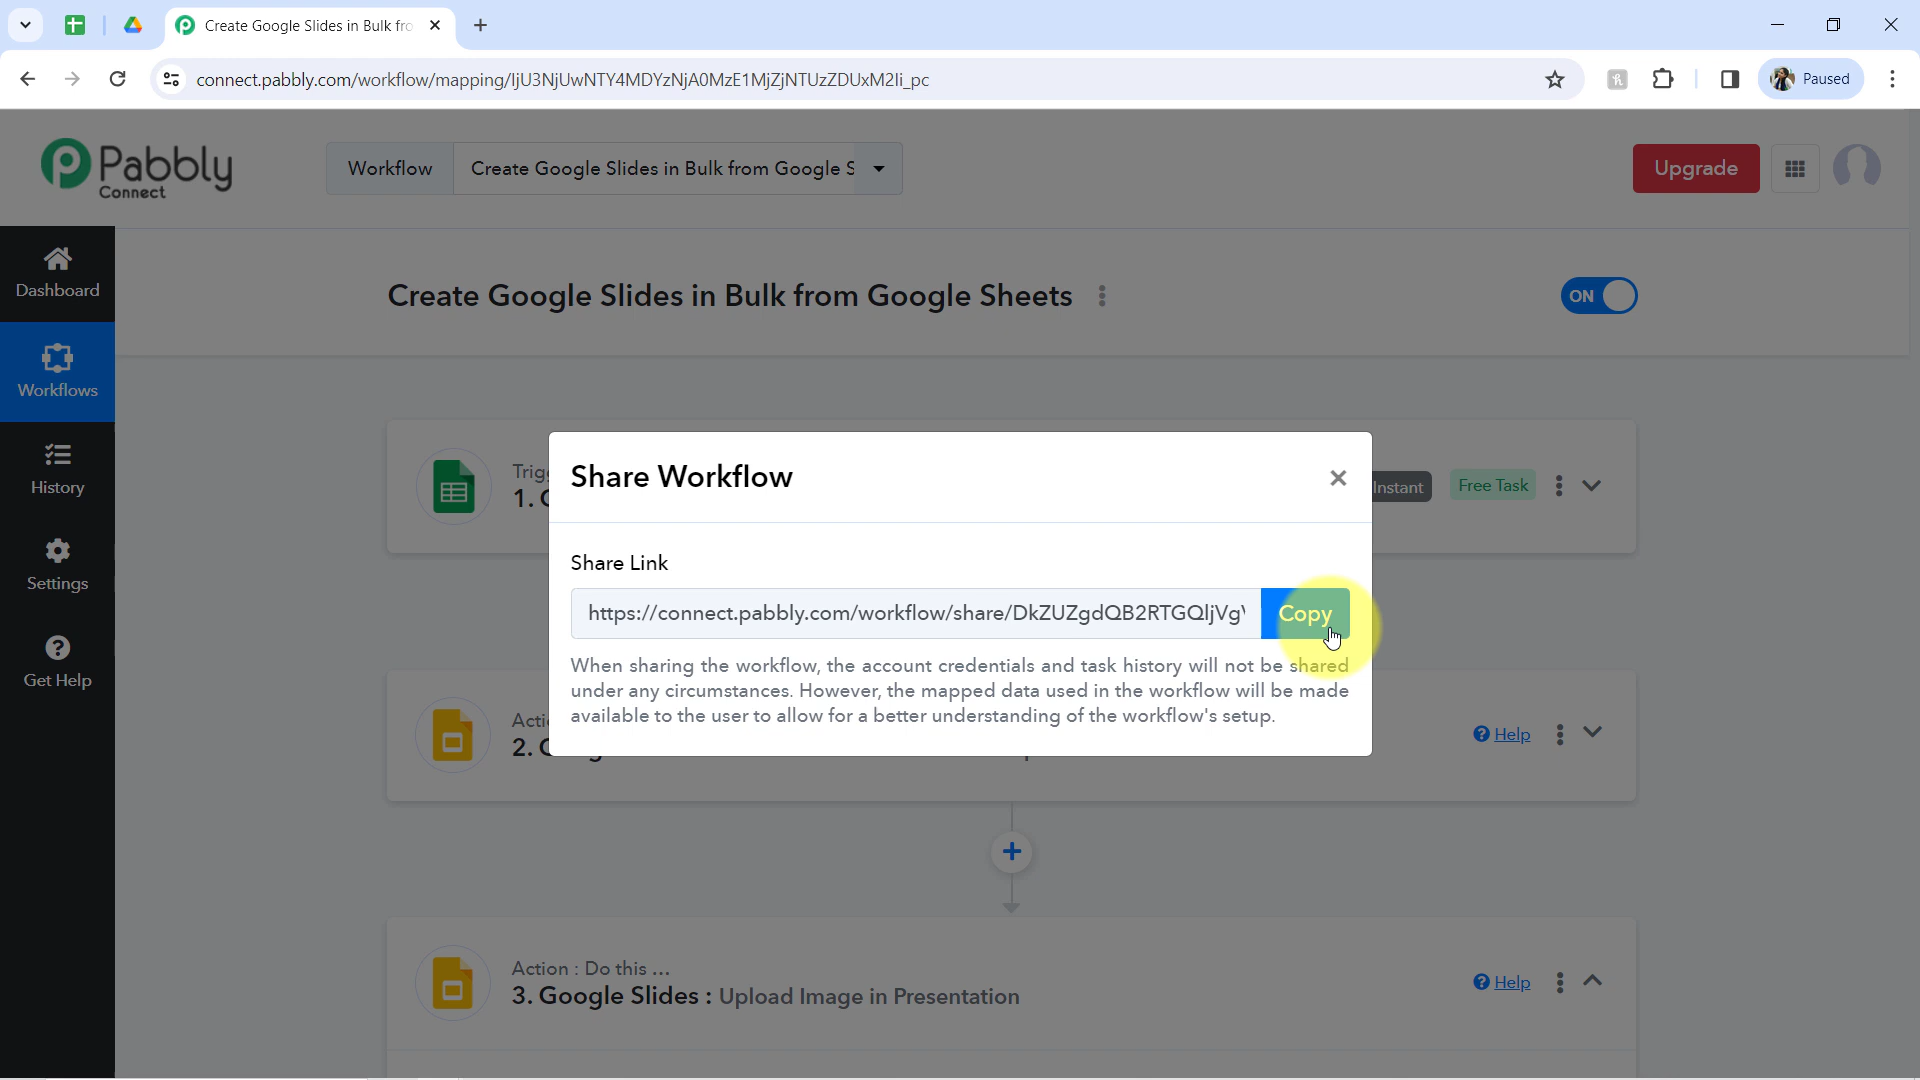 Create Google Slides in Bulk fro
connect.pabbly.com/workflow/mapping/IjU3NjUwNTY4MDYzNjA0MzE1MjZjNTUzZDUxM2Ii_pc
Paused
Pabbly
Connect
Workflow
Create Google Slides in Bulk from Google S
Upgrade
Dashboard
Workflows
History
Settings
Get Help
Create Google Slides in Bulk from Google Sheets
ON
Trigg
1. G
Instant
Free Task
Share Workflow
Share Link
https://connect.pabbly.com/workflow/share/DkZUZgdQB2RTGQljVg
Copy
When sharing the workflow, the account credentials and task history will not be shared
under any circumstances. However, the mapped data used in the workflow will be made
available to the user to allow for a better understanding of the workflow's setup.
Actio
2.
Help
Action : Do this ...
3. Google Slides : Upload Image in Presentation
Help